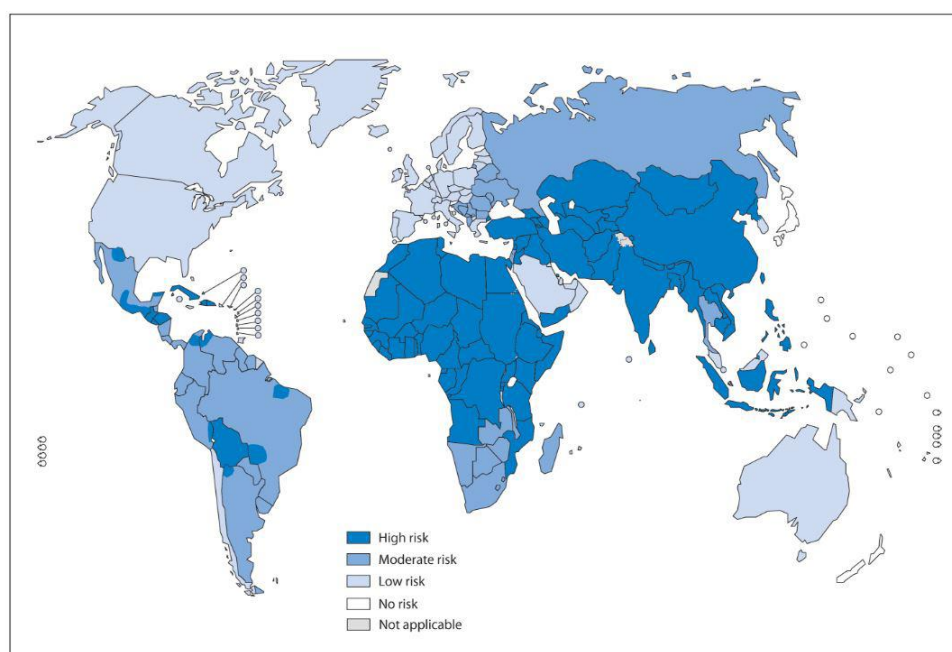 High risk
Moderate risk
Low risk
No risk
Not applicable